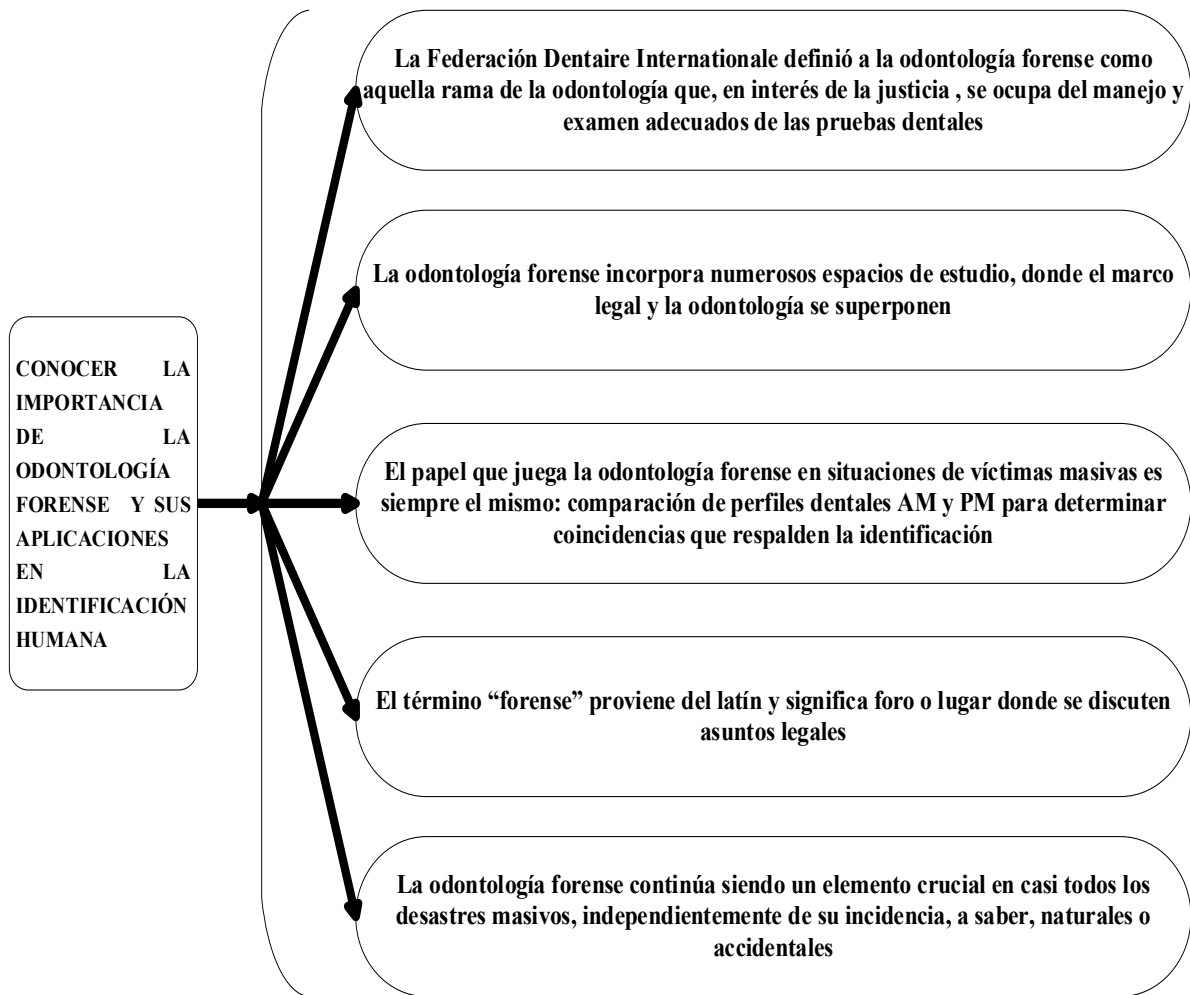 CONOCER LA
IMPORTANCIA
DE LA
ODONTOLOGÍA
FORENSE Y SUS
APLICACIONES
EN LA
IDENTIFICACIÓN
HUMANA
La Federación Dentaire Internationale definió a la odontología forense como
aquella rama de la odontología que, en interés de la justicia , se ocupa del manejo y
examen adecuados de las pruebas dentales
La odontología forense incorpora numerosos espacios de estudio, donde el marco
legal y la odontología se superponen
El papel que juega la odontología forense en situaciones de víctimas masivas es
siempre el mismo: comparación de perfiles dentales AM y PM para determinar
coincidencias que respalden la identificación
El término “forense” proviene del latín y significa foro o lugar donde se discuten
asuntos legales
La odontología forense continúa siendo un elemento crucial en casi todos los
desastres masivos, independientemente de su incidencia, a saber, naturales o
accidentales